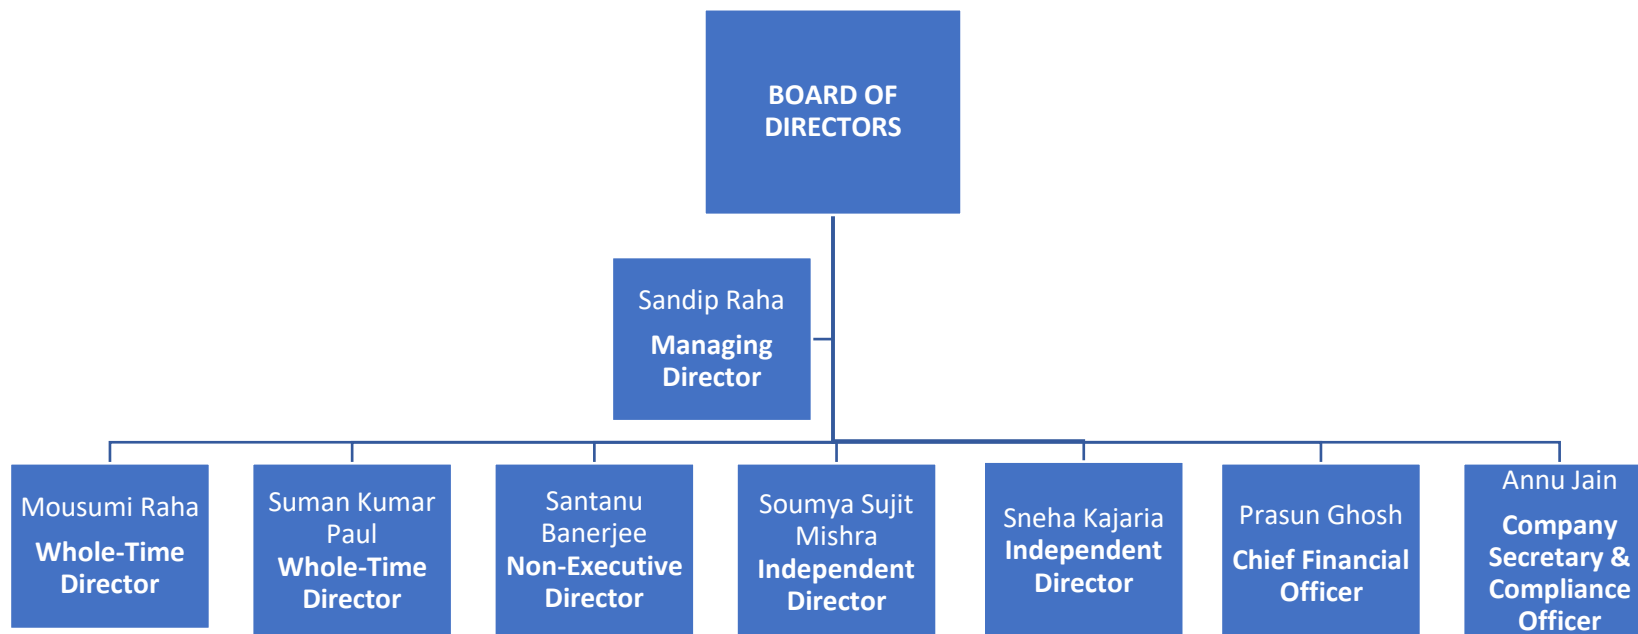 BOARD OF
DIRECTORS
Sandip Raha
Managing
Director
Mousumi Raha
Whole-Time
Director
Suman Kumar
Paul
Whole-Time
Director
Santanu
Banerjee
Non-Executive
Director
Soumya Sujit
Mishra
Independent
Director
Sneha Kajaria
Independent
Director
Prasun Ghosh
Chief Financial
Officer
Annu Jain
Company
Secretary &
Compliance
Officer